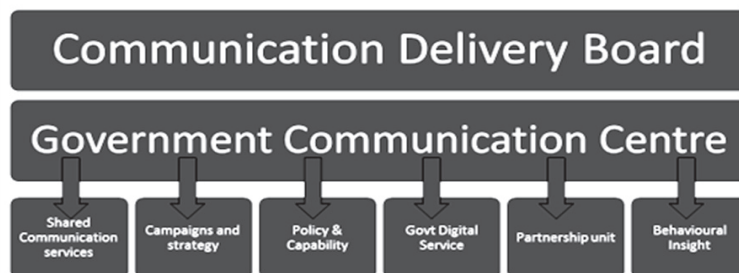 Communication Delivery Board
Government Communication Centre
Shared
Communication
services
Campaigns and
strategy
Policy &
Capability
Govt Digital
Service
Partnership unit
Behavioural
Insight